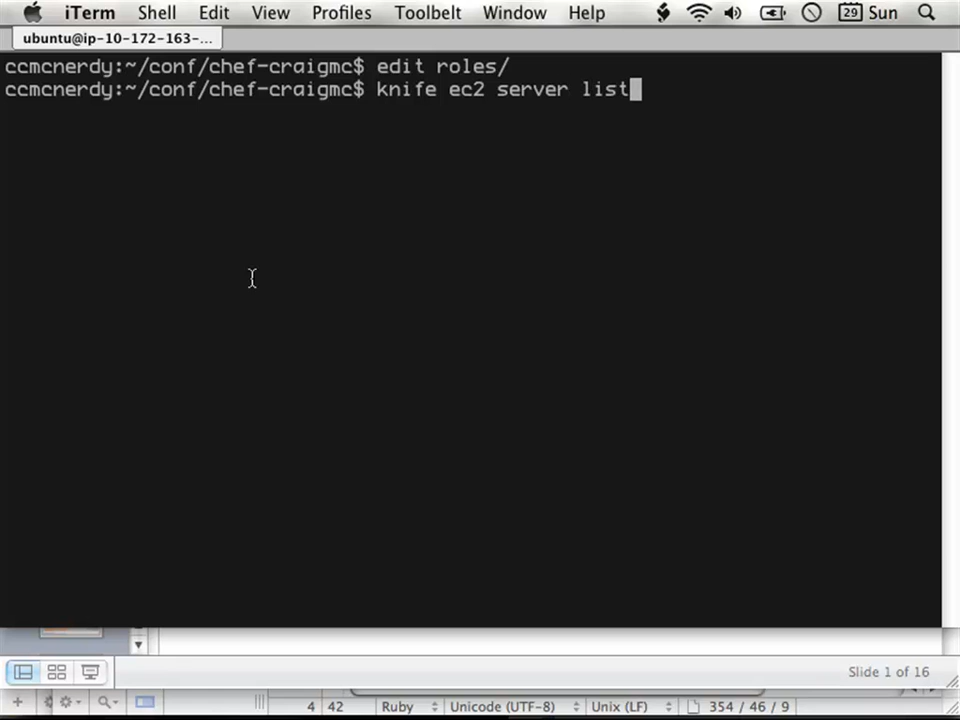 iTerm Shell Edit View Profiles Toolbelt Window Help 29 Sun
ubuntu@ip-10-172-163-...
ccmcnerdy:~/conf/chef-craigmc$ edit roles/
ccmcnerdy:~/conf/chef-craigmc$ knife ec2 server list
Slide 1 of 16
4 42 Ruby Unicode (UTF-8) Unix (LF) 354 / 46 / 9